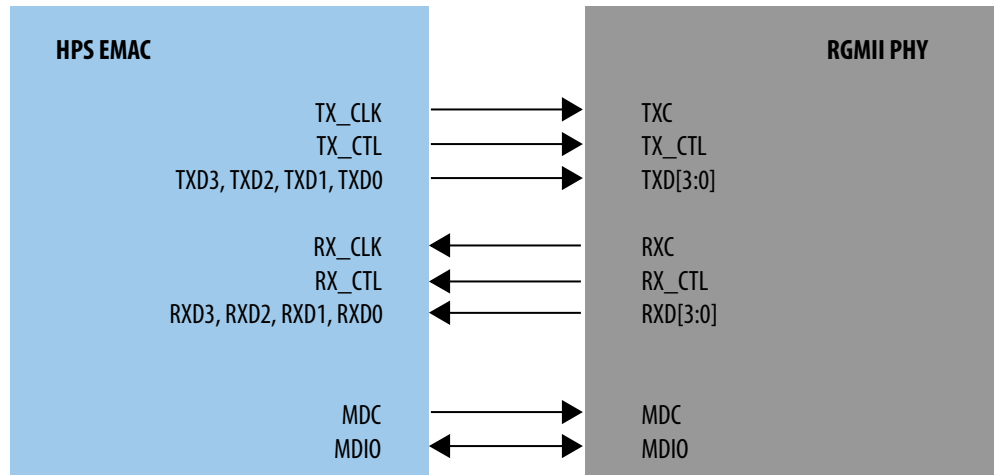 HPS EMAC
RGMII PHY
TX_CLK
TXC
TX_CTL
TX_CTL
TXD3, TXD2, TXD1, TXD0
TXD[3:0]
RX_CLK
RXC
RX_CTL
RX_CTL
RXD3, RXD2, RXD1, RXD0
RXD[3:0]
MDC
MDC
MDIO
MDIO